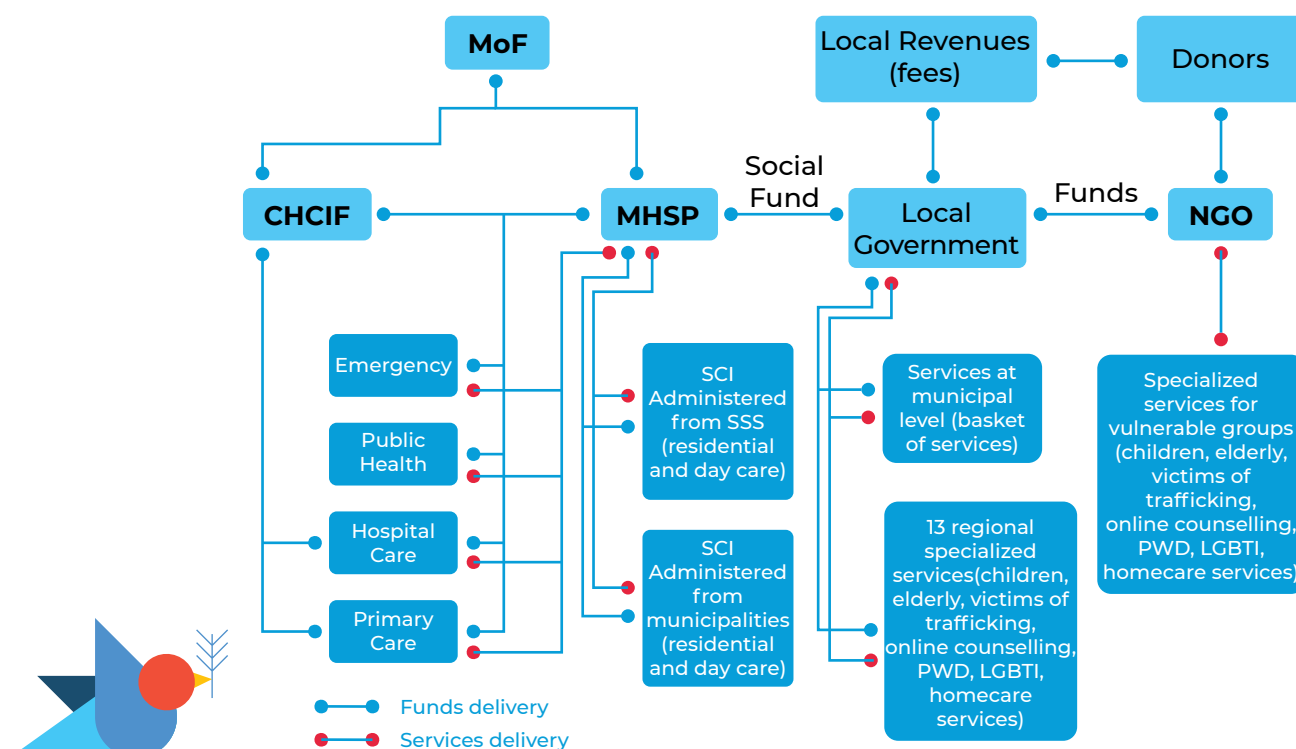 MoF
Local Revenues
(fees)
Donors
CHCIF
MHSP
Social
Fund
Local
Government
Funds
NGO
Emergency
Public
Health
Hospital
Care
Primary
Care
SCI
Administered
from SSS
(residential
and day care)
SCI
Administered
from
municipalities
(residential
and day care)
Services at
municipal
level (basket
of services)
13 regional
specialized
services(children,
elderly, victims of
trafficking,
online counselling,
PWD, LGBTI,
homecare
services)
Specialized
services for
vulnerable groups
(children, elderly,
victims of
trafficking,
online counselling,
PWD, LGBTI,
homecare services)
Funds delivery
Services delivery